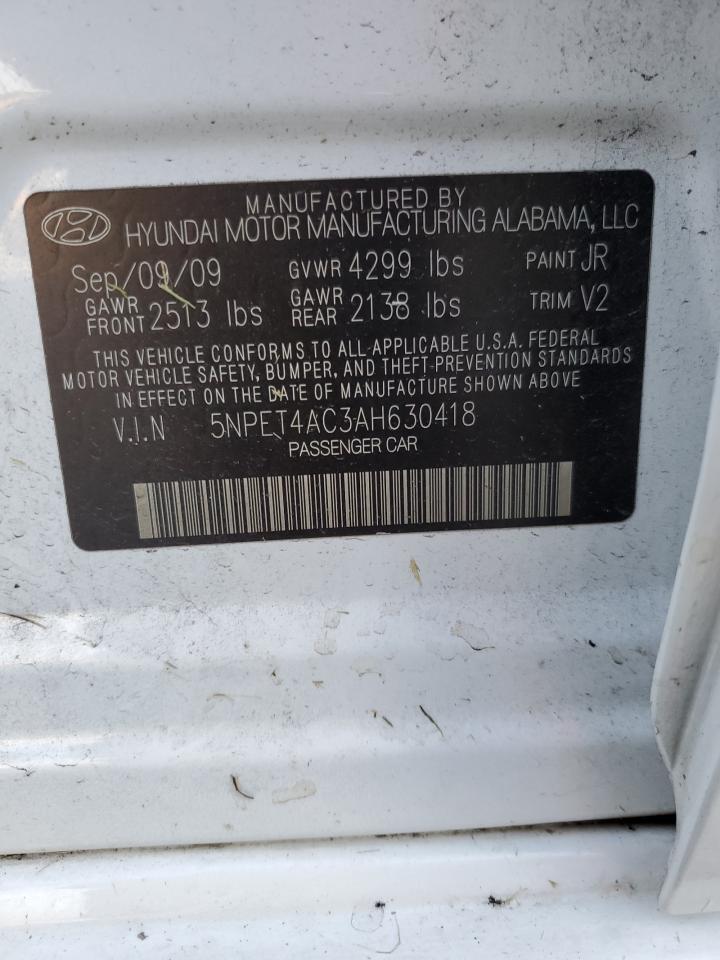 MANUFACTURED BY
HYUNDAI MOTOR MANUFACTURING ALABAMA, LLC
Sep/09/09 GVWR 4299 lbs PAINT JR
GAWR FRONT 2513 lbs GAWR REAR 2138 lbs TRIM V2
THIS VEHICLE CONFORMS TO ALL-APPLICABLE U.S.A. FEDERAL
MOTOR VEHICLE SAFETY, BUMPER, AND THEFT-PREVENTION STANDARDS
IN EFFECT ON THE DATE OF MANUFACTURE SHOWN ABOVE
V.I.N 5NPET4AC3AH630418
PASSENGER CAR